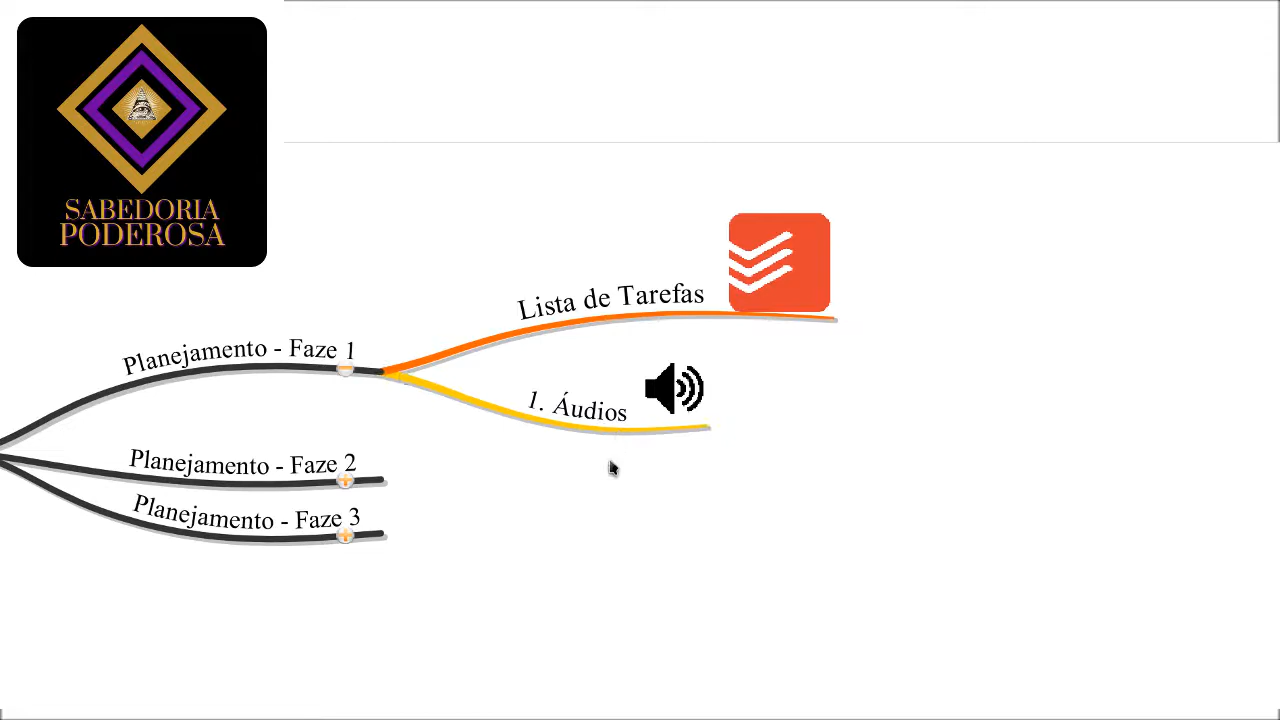 SABEDORIA
PODEROSA
Lista de Tarefas
Planejamento - Faze 1
1. Áudios
Planejamento - Faze 2
Planejamento - Faze 3